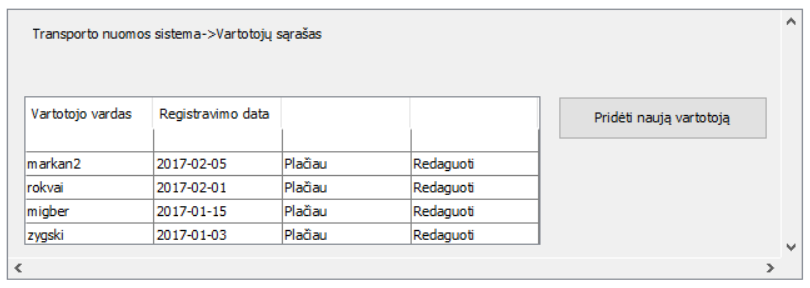 Transporto nuomos sistema->Vartotojų sąrašas
Vartotojo vardas Registravimo data
Pridėti naują vartotoją
markan2 2017-02-05 Plačiau Redaguoti
rokvai 2017-02-01 Plačiau Redaguoti
migber 2017-01-15 Plačiau Redaguoti
zygski 2017-01-03 Plačiau Redaguoti